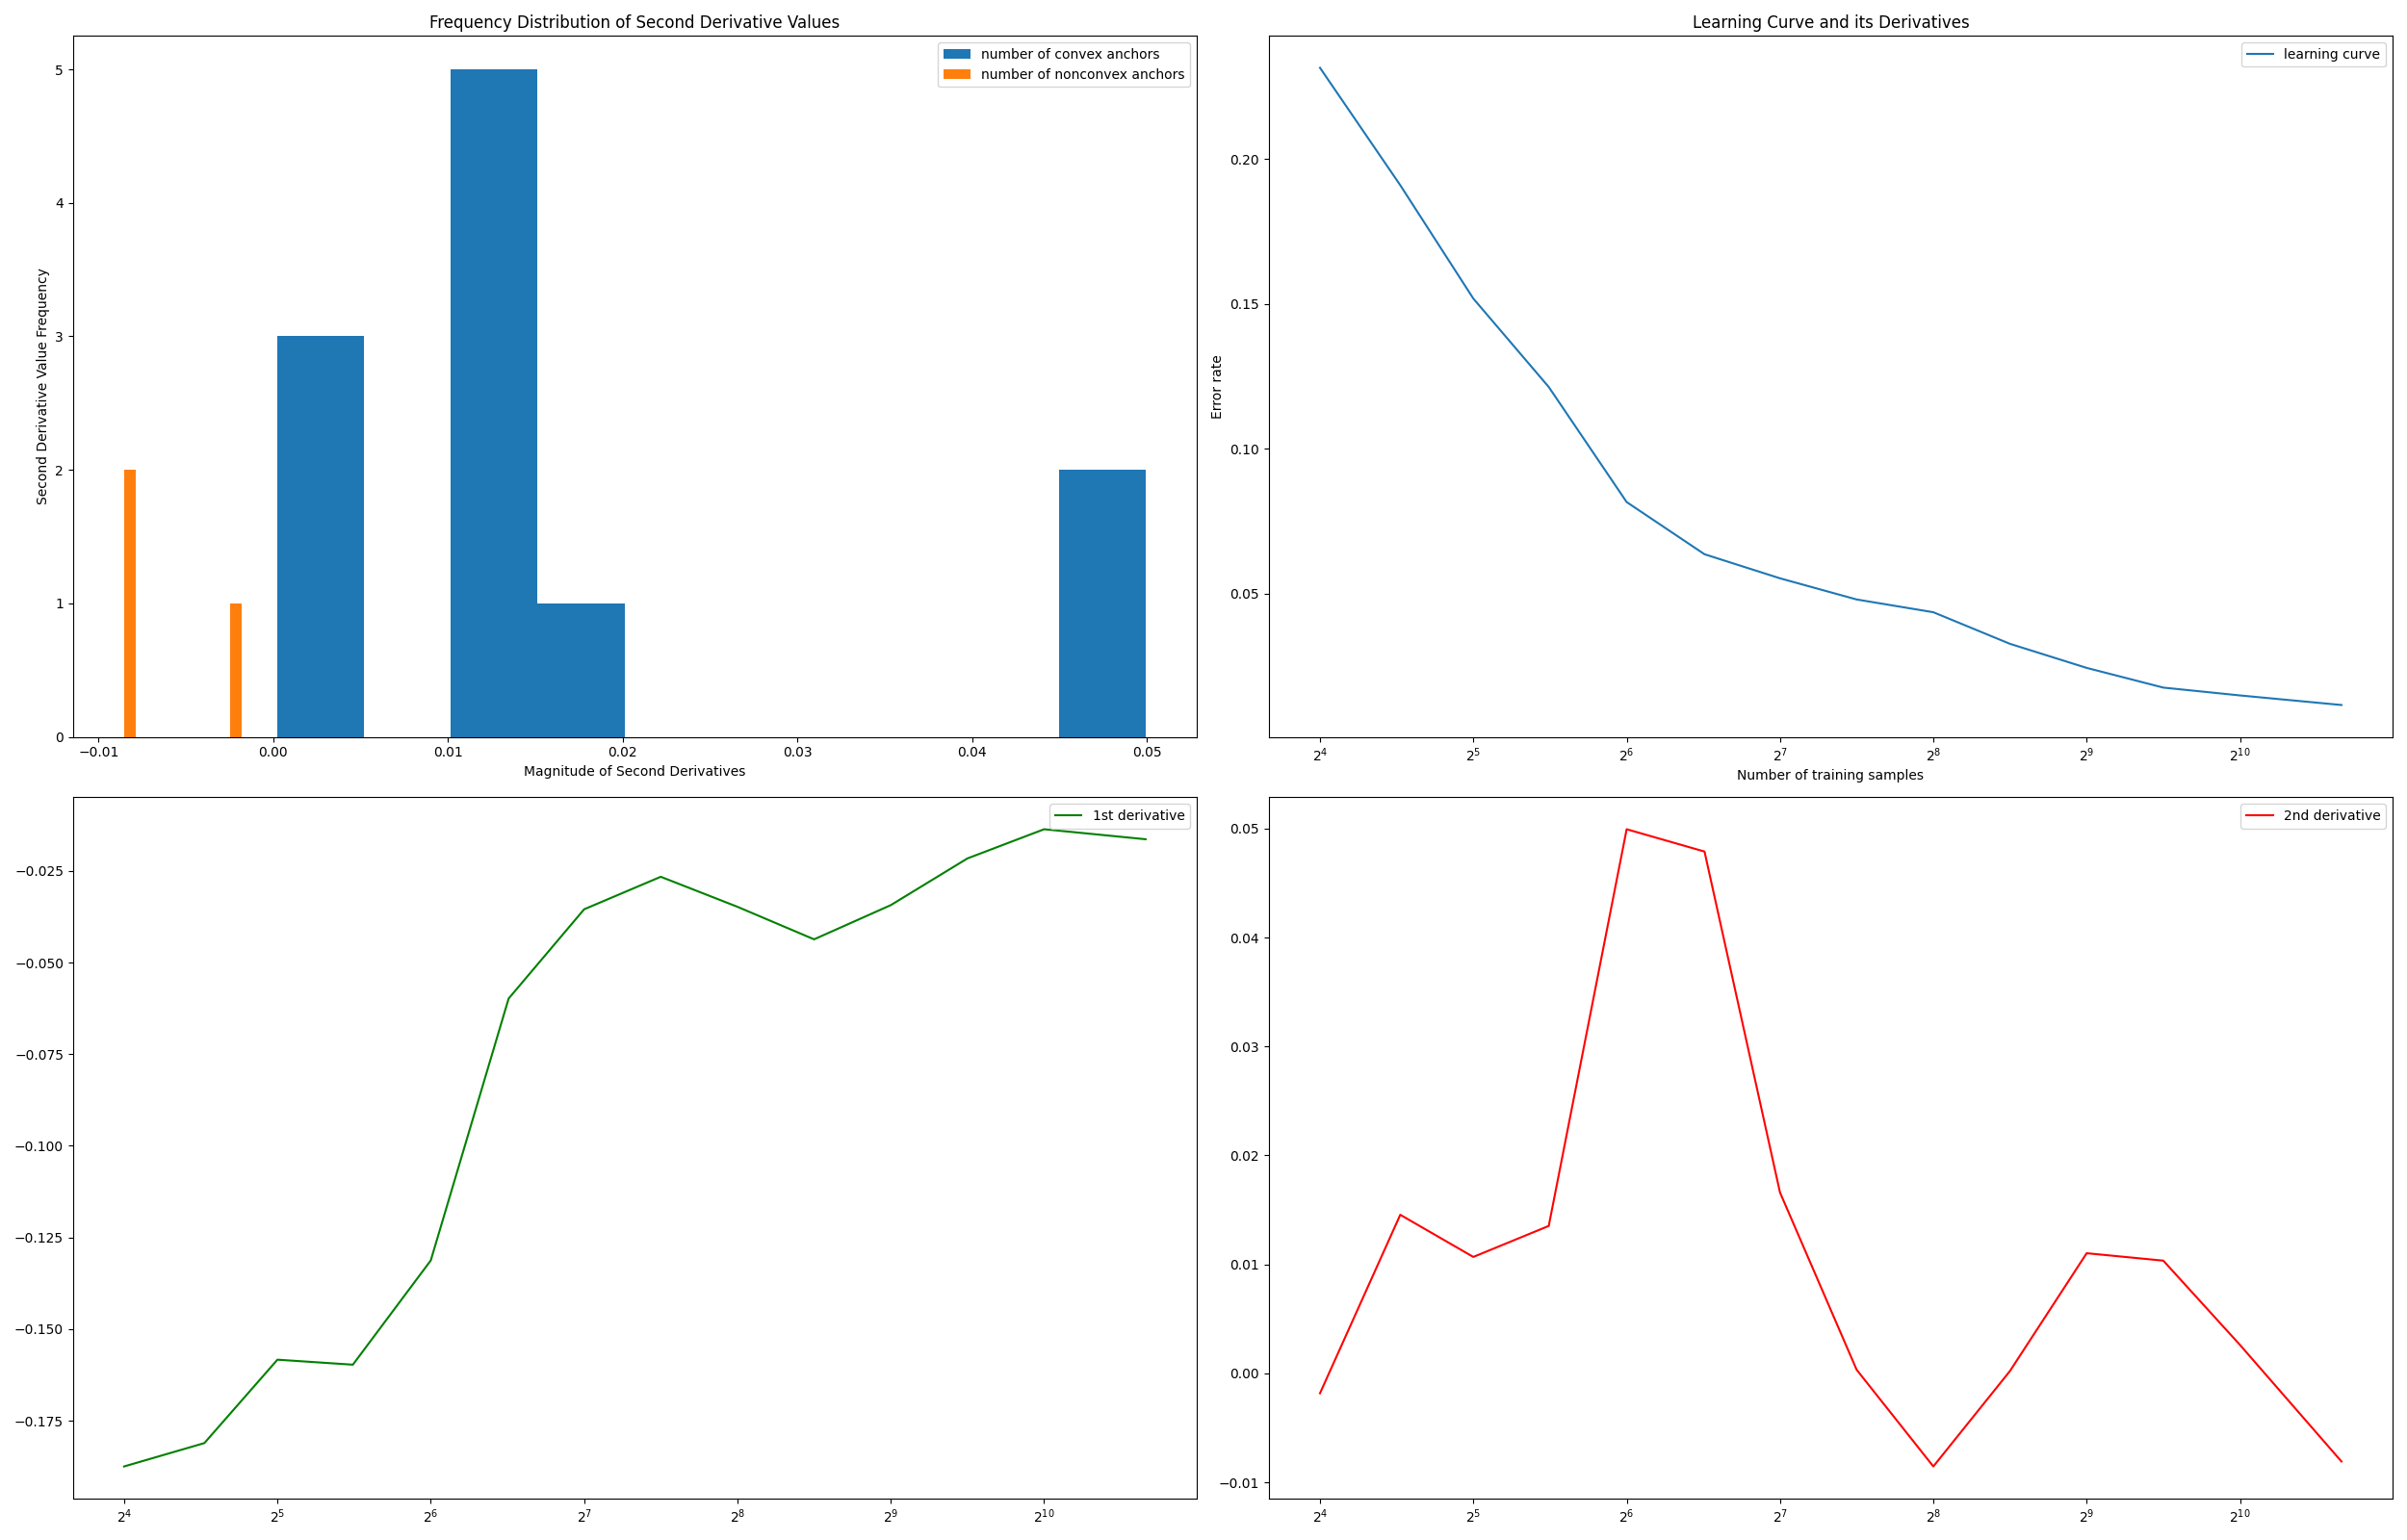 Frequency Distribution of Second Derivative Values
number of convex anchors
number of nonconvex anchors
Second Derivative Value Frequency
5
4
3
2
1
0
−0.01 0.00 0.01 0.02 0.03 0.04 0.05
Magnitude of Second Derivatives
Learning Curve and its Derivatives
learning curve
Error rate
0.20
0.15
0.10
0.05
2⁴ 2⁵ 2⁶ 2⁷ 2⁸ 2⁹ 2¹⁰
Number of training samples
1st derivative
−0.025
−0.050
−0.075
−0.100
−0.125
−0.150
−0.175
2⁴ 2⁵ 2⁶ 2⁷ 2⁸ 2⁹ 2¹⁰
2nd derivative
0.05
0.04
0.03
0.02
0.01
0.00
−0.01
2⁴ 2⁵ 2⁶ 2⁷ 2⁸ 2⁹ 2¹⁰